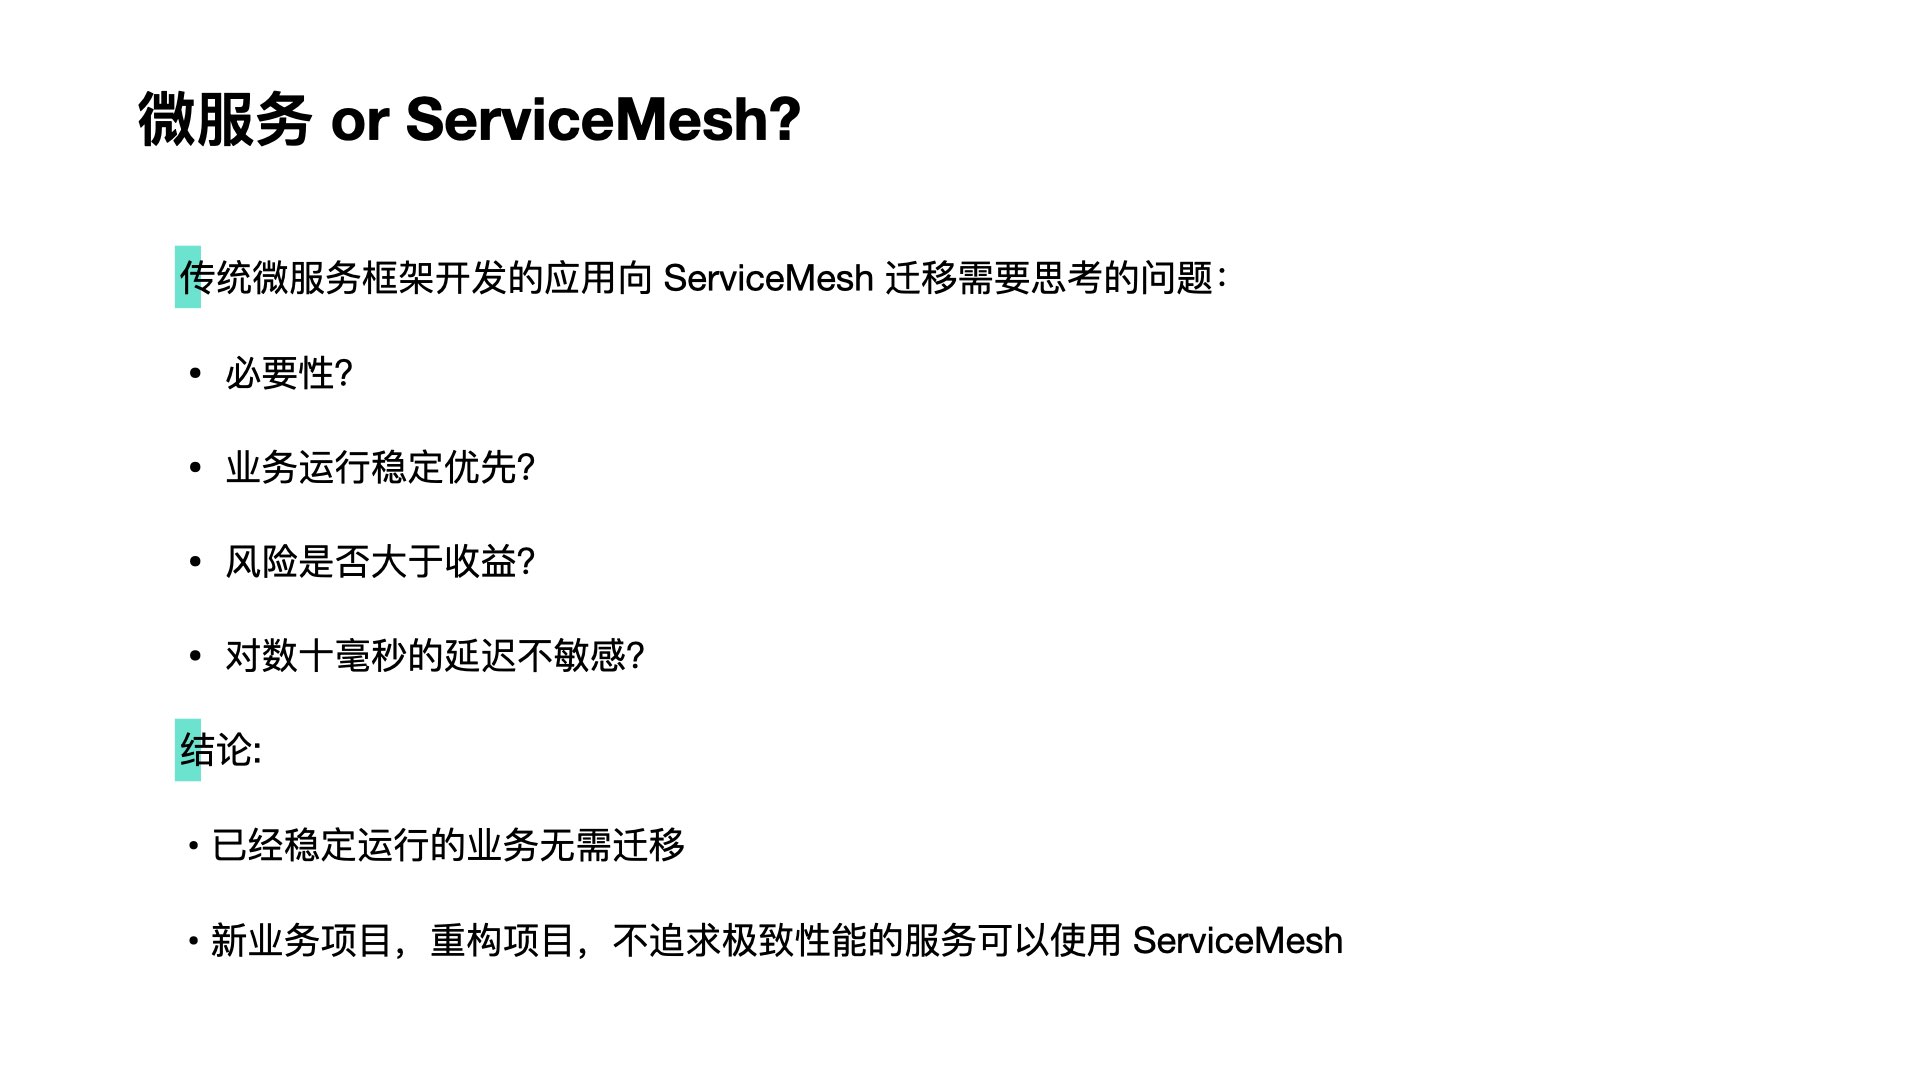 微服务 or ServiceMesh?
传统微服务框架开发的应用向 ServiceMesh 迁移需要思考的问题：
• 必要性?
• 业务运行稳定优先?
• 风险是否大于收益?
• 对数十毫秒的延迟不敏感?
结论:
• 已经稳定运行的业务无需迁移
• 新业务项目，重构项目，不追求极致性能的服务可以使用 ServiceMesh